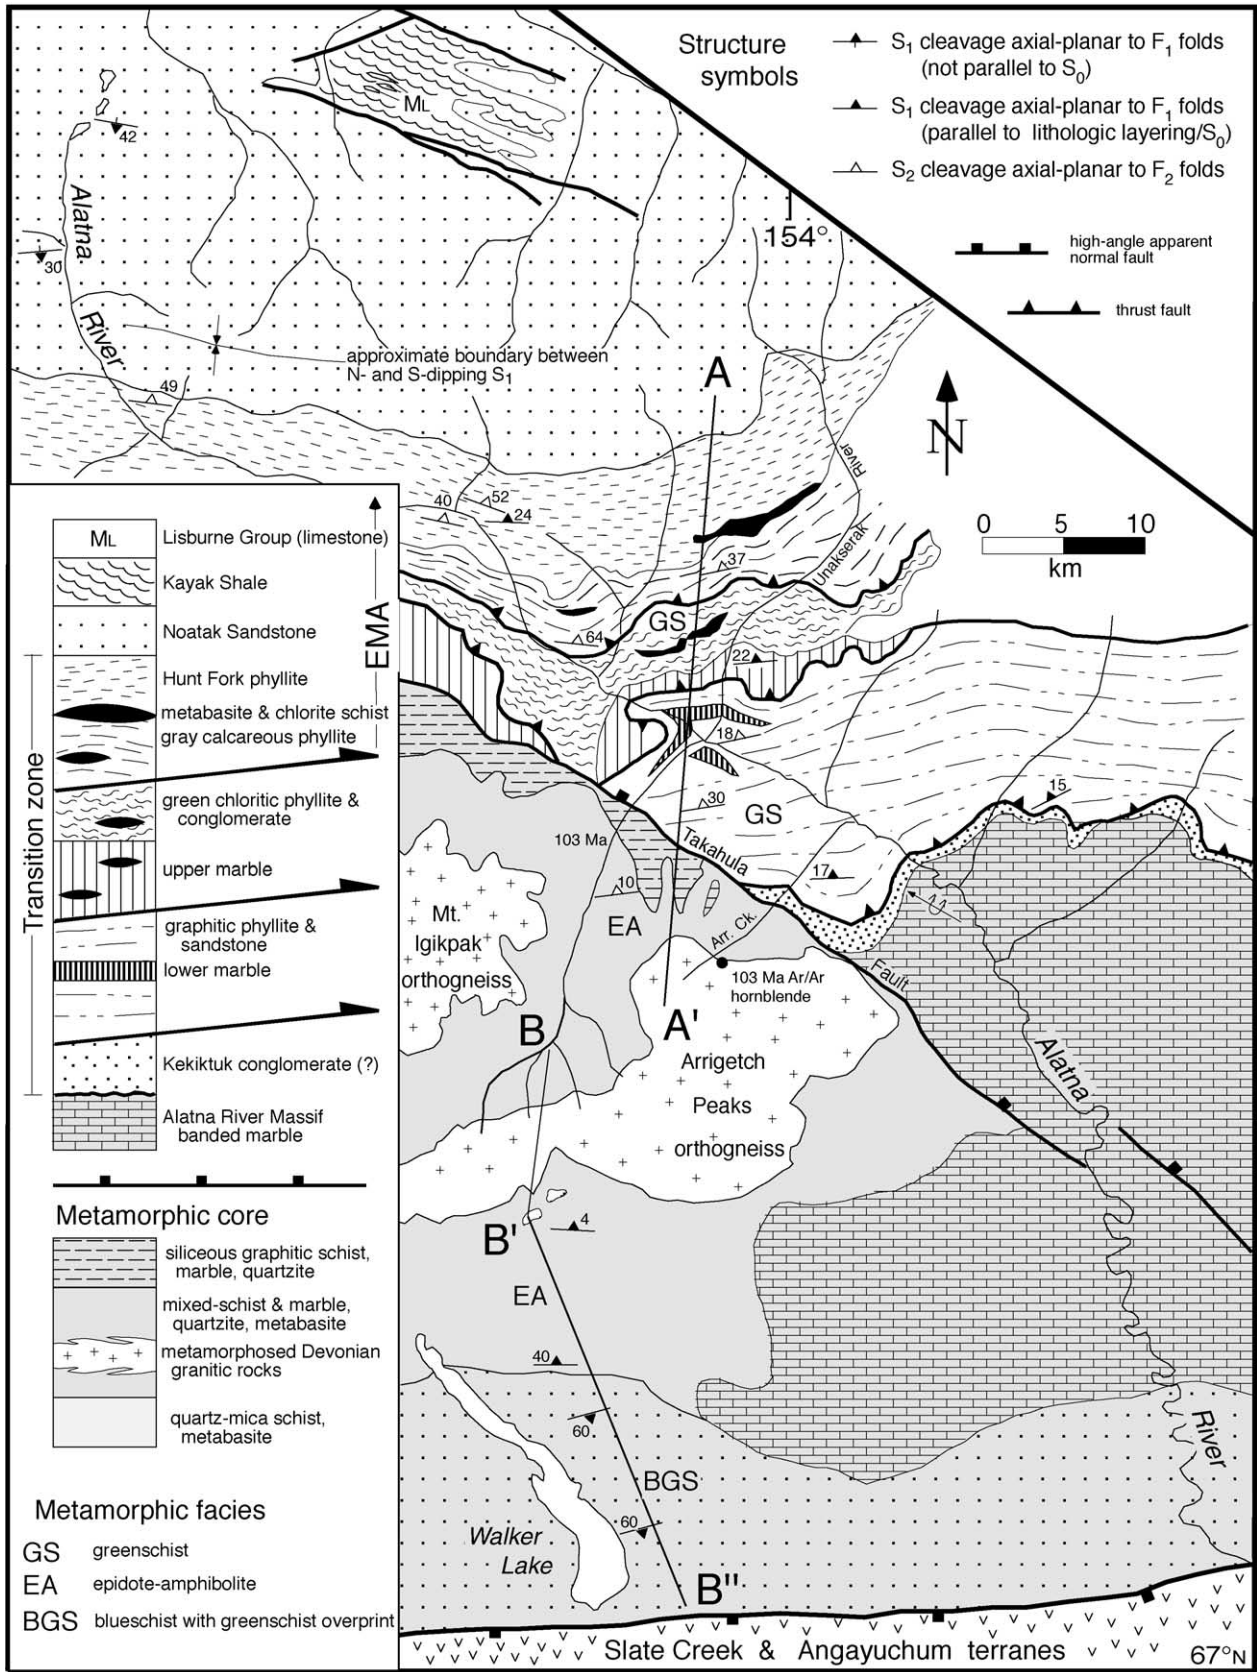 Structure
symbols
S1 cleavage axial-planar to F1 folds
(not parallel to S0)
S1 cleavage axial-planar to F1 folds
(parallel to lithologic layering/S0)
S2 cleavage axial-planar to F2 folds
high-angle apparent
normal fault
thrust fault
154°
N
0 5 10
km
ML
42
Alatna
30
River
approximate boundary between
N- and S-dipping S1
49
A
River
Unakserak
40
52
24
37
GS
64
22
18
30
GS
15
103 Ma
Takahula
17
10
44
EA
Arr. Ck.
Mt.
Igikpak
orthogneiss
103 Ma Ar/Ar
hornblende
Fault
B
A'
Arrigetch
Peaks
orthogneiss
Alatna
B'
4
EA
40
60
BGS
River
60
Walker
Lake
B"
Slate Creek & Angayuchum terranes
67°N
EMA
Transition zone
ML
Lisburne Group (limestone)
Kayak Shale
Noatak Sandstone
Hunt Fork phyllite
metabasite & chlorite schist
gray calcareous phyllite
green chloritic phyllite &
conglomerate
upper marble
graphitic phyllite &
sandstone
lower marble
Kekiktuk conglomerate (?)
Alatna River Massif
banded marble
Metamorphic core
siliceous graphitic schist,
marble, quartzite
mixed-schist & marble,
quartzite, metabasite
metamorphosed Devonian
granitic rocks
quartz-mica schist,
metabasite
Metamorphic facies
GS greenschist
EA epidote-amphibolite
BGS blueschist with greenschist overprint